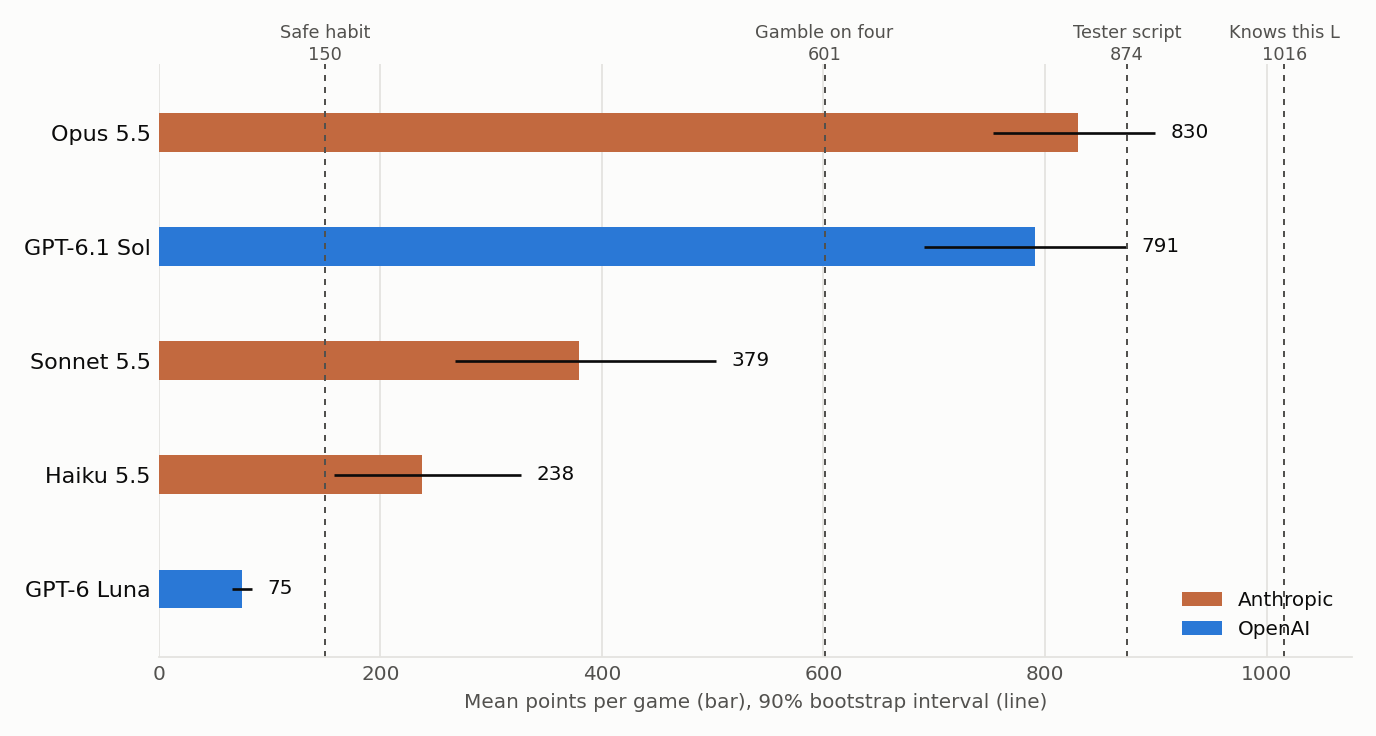 Safe habit
150
Gamble on four
601
Tester script
874
Knows this L
1016
Opus 5.5
830
GPT-6.1 Sol
791
Sonnet 5.5
379
Haiku 5.5
238
GPT-6 Luna
75
Anthropic
OpenAI
0 200 400 600 800 1000
Mean points per game (bar), 90% bootstrap interval (line)